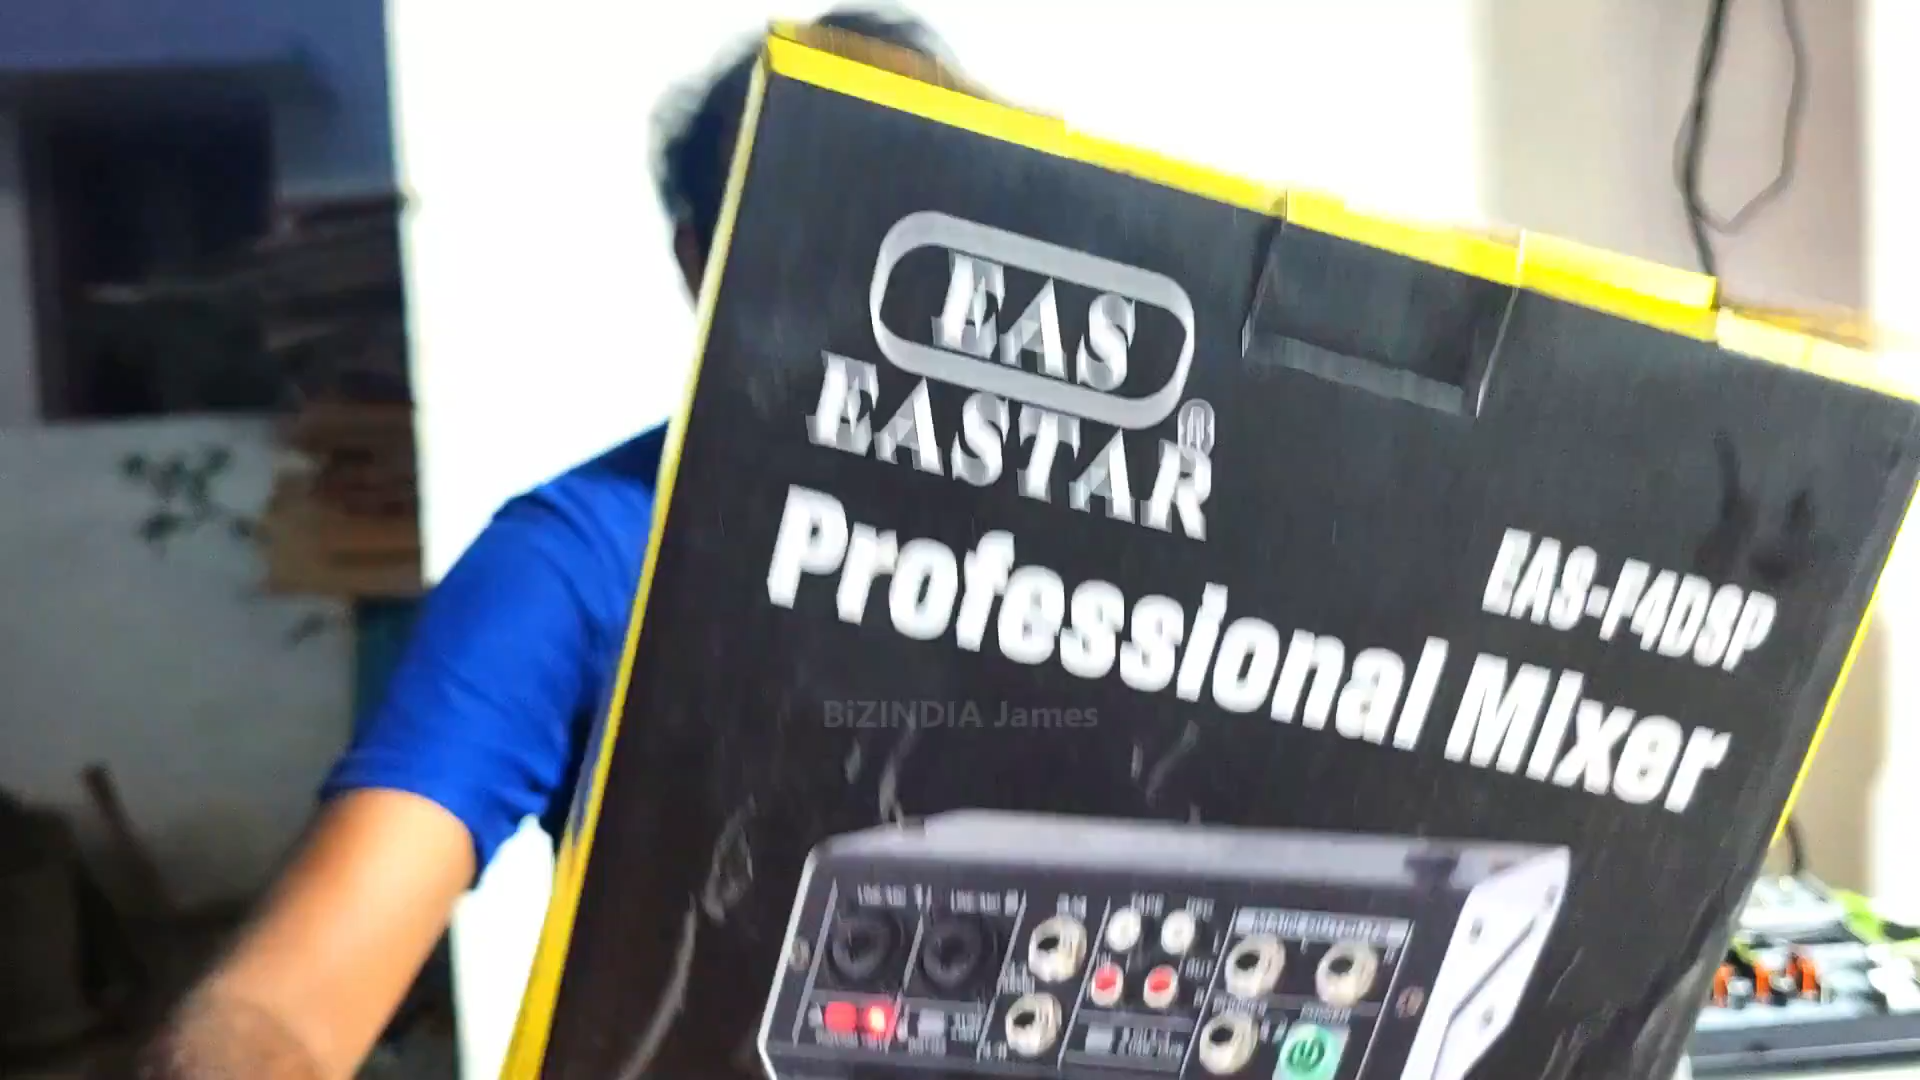 EAS
EASTAR®
EAS-F4DSP
Professional Mixer
BiZINDIA James